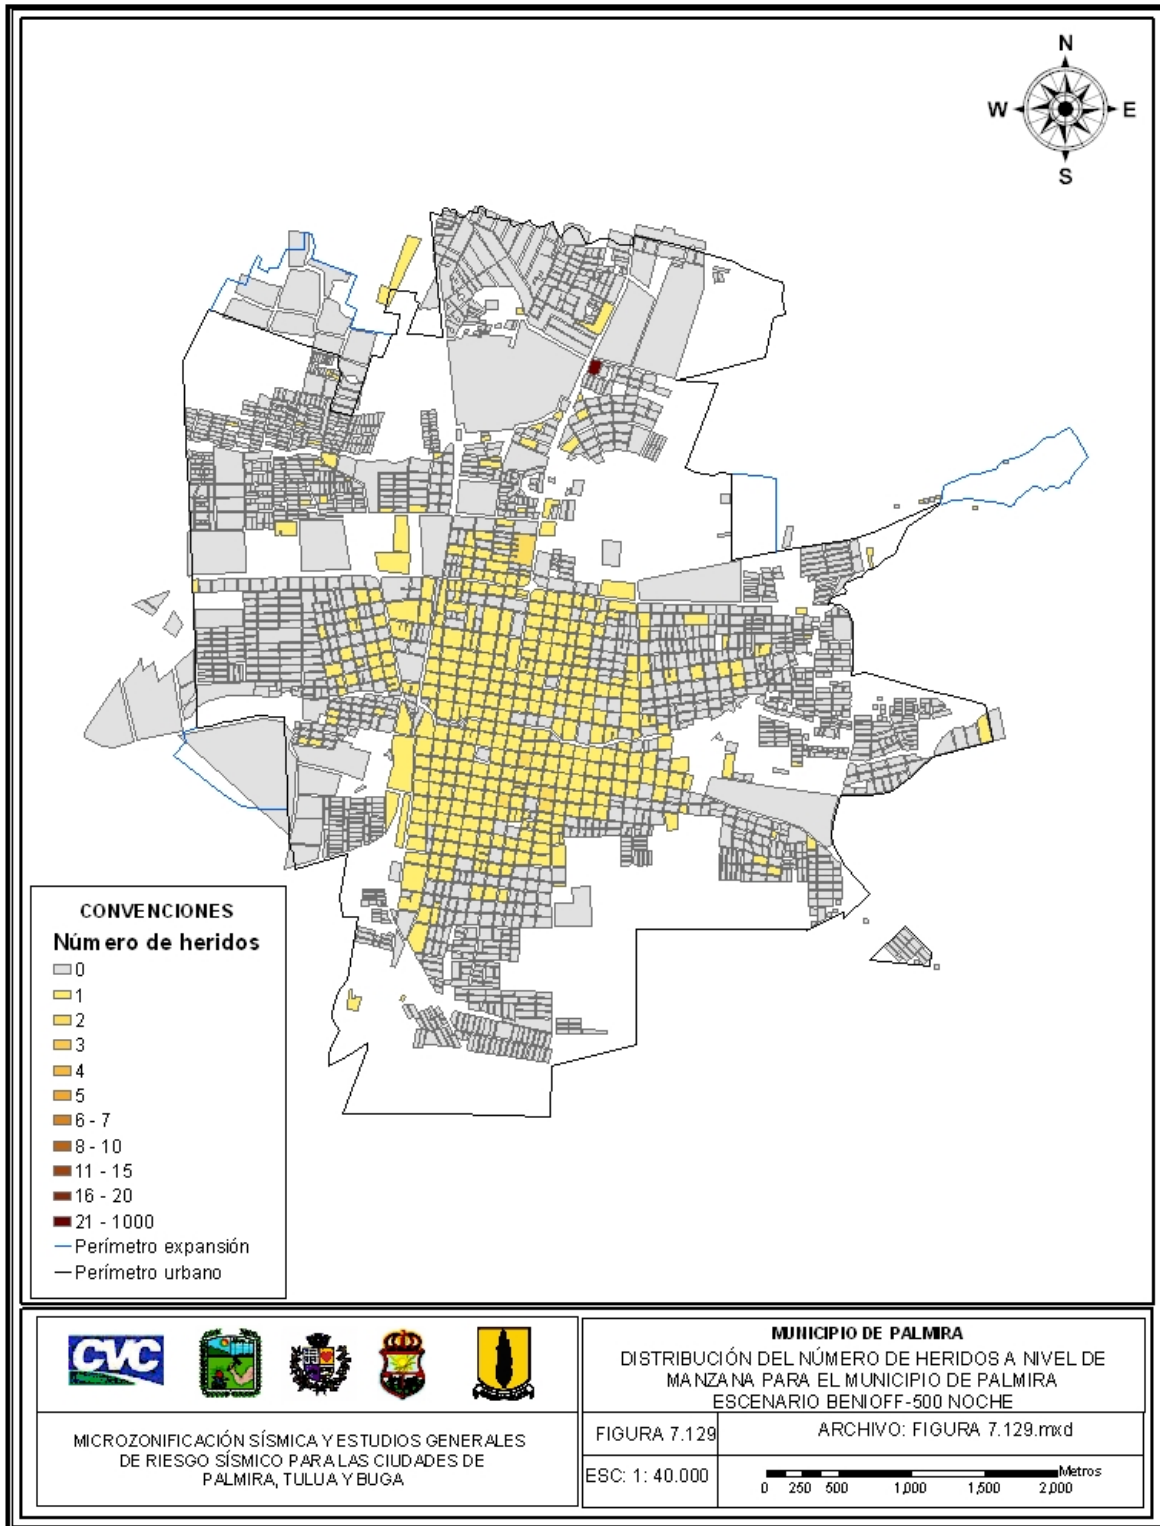 N
W
E
S
CONVENCIONES
Número de heridos
0
1
2
3
4
5
6 - 7
8 - 10
11 - 15
16 - 20
21 - 1000
Perímetro expansión
Perímetro urbano
CVC
MICROZONIFICACIÓN SÍSMICA Y ESTUDIOS GENERALES
DE RIESGO SÍSMICO PARA LAS CIUDADES DE
PALMIRA, TULUA Y BUGA
MUNICIPIO DE PALMIRA
DISTRIBUCIÓN DEL NÚMERO DE HERIDOS A NIVEL DE
MANZANA PARA EL MUNICIPIO DE PALMIRA
ESCENARIO BENIOFF-500 NOCHE
FIGURA 7.129
ARCHIVO: FIGURA 7.129.mxd
ESC: 1: 40.000
Metros
0 250 500 1,000 1,500 2,000